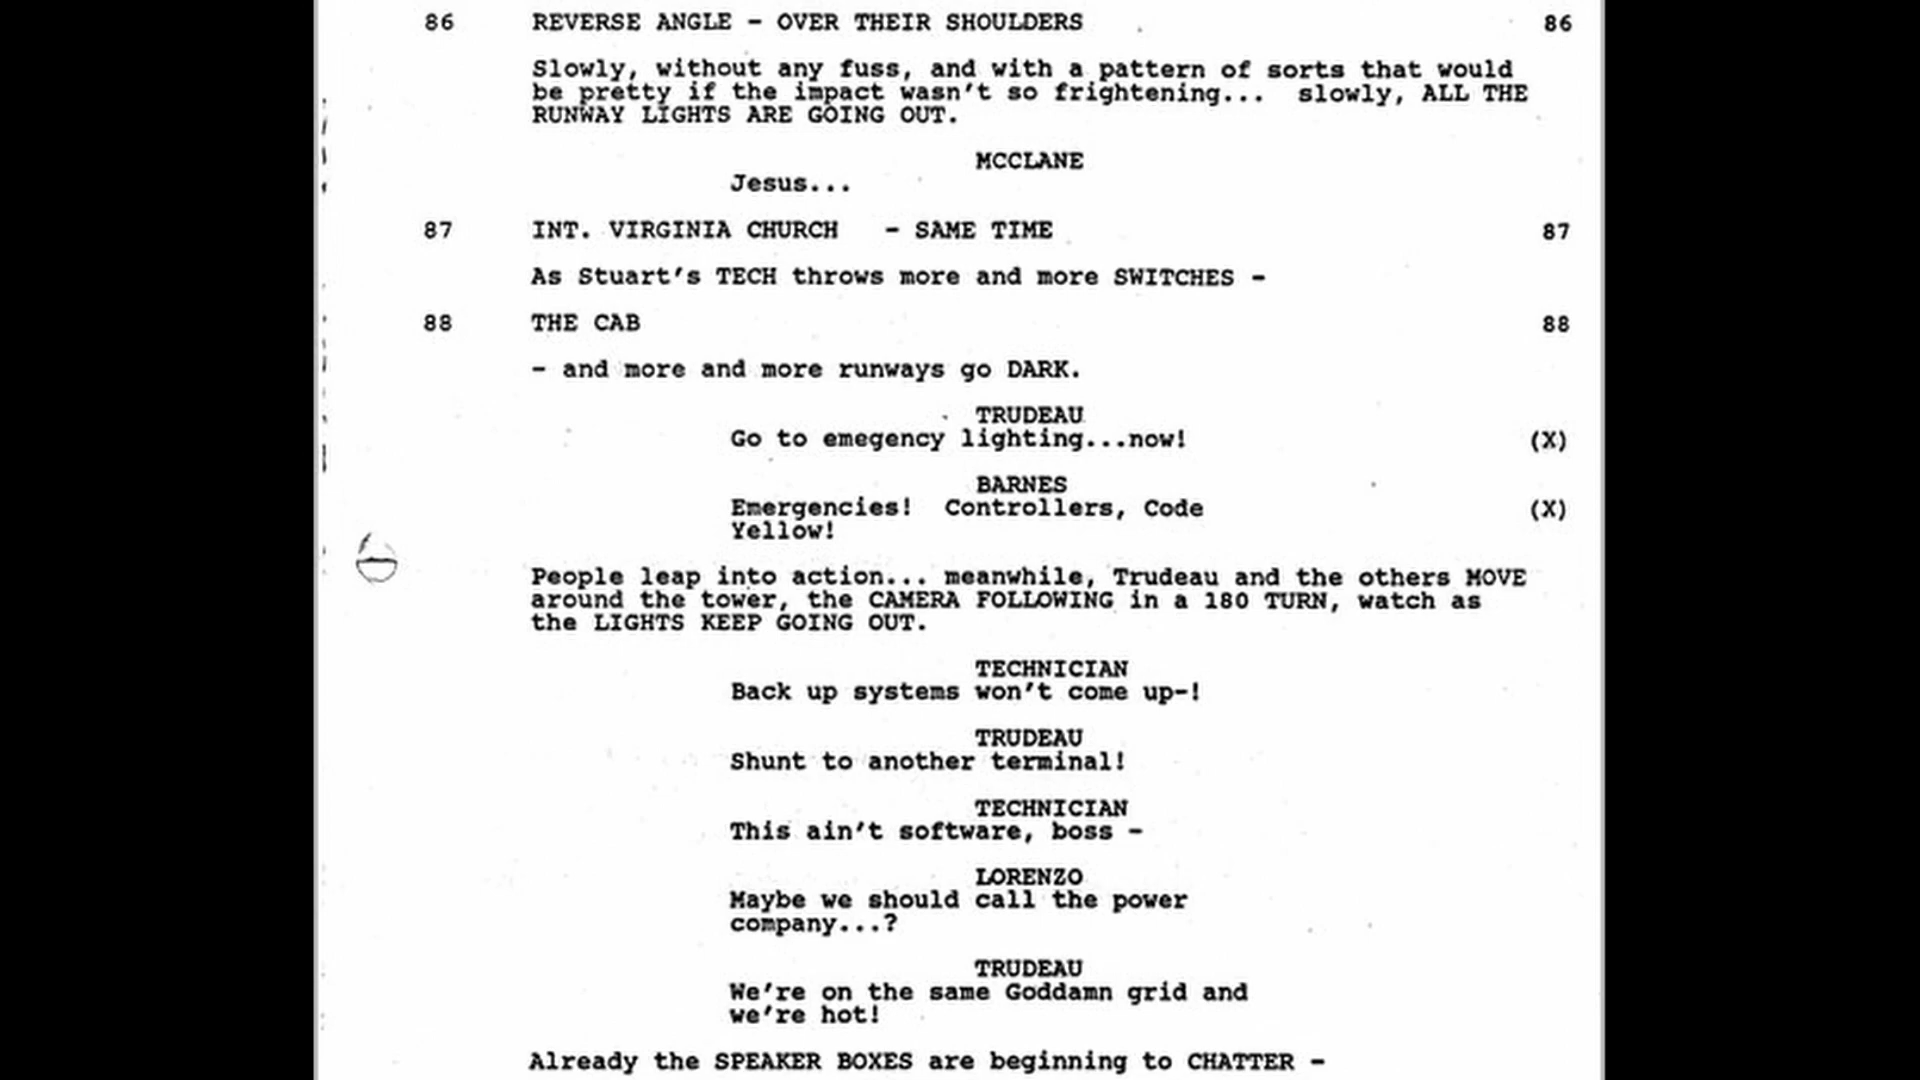 86 REVERSE ANGLE - OVER THEIR SHOULDERS 86
Slowly, without any fuss, and with a pattern of sorts that would
be pretty if the impact wasn't so frightening... slowly, ALL THE
RUNWAY LIGHTS ARE GOING OUT.
MCCLANE
Jesus...
87 INT. VIRGINIA CHURCH - SAME TIME 87
As Stuart's TECH throws more and more SWITCHES -
88 THE CAB 88
- and more and more runways go DARK.
TRUDEAU
Go to emegency lighting...now! (X)
BARNES
Emergencies! Controllers, Code (X)
Yellow!
People leap into action... meanwhile, Trudeau and the others MOVE
around the tower, the CAMERA FOLLOWING in a 180 TURN, watch as
the LIGHTS KEEP GOING OUT.
TECHNICIAN
Back up systems won't come up-!
TRUDEAU
Shunt to another terminal!
TECHNICIAN
This ain't software, boss -
LORENZO
Maybe we should call the power
company...?
TRUDEAU
We're on the same Goddamn grid and
we're hot!
Already the SPEAKER BOXES are beginning to CHATTER -